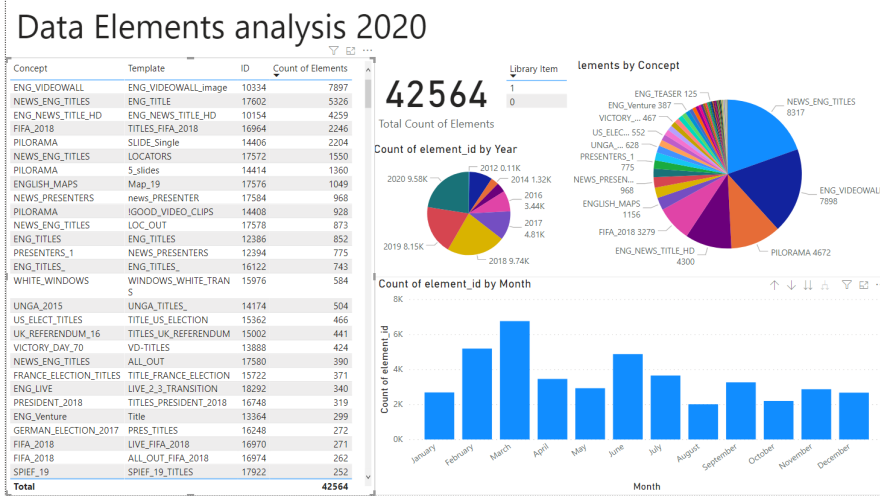 Data Elements analysis 2020
Concept Template ID Count of Elements
ENG_VIDEOWALL ENG_VIDEOWALL_image 10334 7897
NEWS_ENG_TITLES ENG_TITLE 17602 5326
ENG_NEWS_TITLE_HD ENG_NEWS_TITLE_HD 10154 4259
FIFA_2018 TITLES_FIFA_2018 16964 2246
PILORAMA SLIDE_Single 14406 2204
NEWS_ENG_TITLES LOCATORS 17572 1550
PILORAMA 5_slides 14414 1360
ENGLISH_MAPS Map_19 17576 1049
NEWS_PRESENTERS news_PRESENTER 17584 968
PILORAMA !GOOD_VIDEO_CLIPS 14408 928
NEWS_ENG_TITLES LOC_OUT 17578 873
ENG_TITLES ENG_TITLES 12386 852
PRESENTERS_1 NEWS_PRESENTERS 12394 775
ENG_TITLES_ ENG_TITLES_ 16122 743
WHITE_WINDOWS WINDOWS_WHITE_TRAN 15976 584
S
UNGA_2015 UNGA_TITLES_ 14174 504
US_ELECT_TITLES TITLE_US_ELECTION 15362 466
UK_REFERENDUM_16 TITLES_UK_REFERENDUM 15002 441
VICTORY_DAY_70 VD-TITLES 13888 424
NEWS_ENG_TITLES ALL_OUT 17580 390
FRANCE_ELECTION_TITLES TITLE_FRANCE_ELECTION 15722 371
ENG_LIVE LIVE_2_3_TRANSITION 18292 340
PRESIDENT_2018 TITLES_PRESIDENT_2018 16748 319
ENG_Venture Title 13364 299
GERMAN_ELECTION_2017 PRES_TITLES 16248 272
FIFA_2018 LIVE_FIFA_2018 16970 271
FIFA_2018 ALL_OUT_FIFA_2018 16974 262
SPIEF_19 SPIEF_19_TITLES 17922 252
Total 42564
42564
Total Count of Elements
Library Item
1
0
Count of element_id by Year
2012 0.11K
2014 1.32K
2016
3.44K
2017
4.81K
2018 9.74K
2019 8.15K
2020 9.58K
lements by Concept
NEWS_ENG_TITLES
8317
ENG_VIDEOWAL
7898
PILORAMA 4672
ENG_NEWS_TITLE_HD
4300
FIFA_2018 3279
ENGLISH_MAPS
1156
NEWS_PRESEN...
968
PRESENTERS_1
775
UNGA_... 628
US_ELEC... 552
VICTORY_... 467
ENG_Venture 387
ENG_TEASER 125
Count of element_id by Month
Count of element_id
8K
6K
4K
2K
0K
January February March April May June July August September October November December
Month